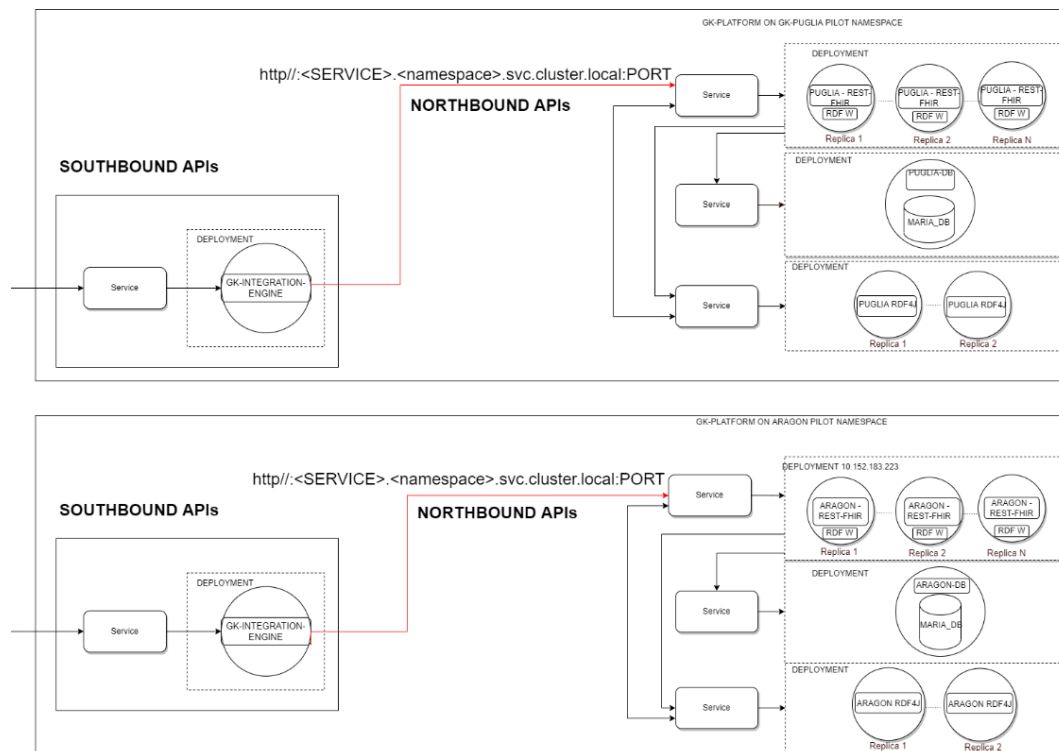 GK-PLATFORM ON GK-PUGLIA PILOT NAMESPACE
DEPLOYMENT
http//:<SERVICE>.<namespace>.svc.cluster.local:PORT
NORTHBOUND APIs
Service
PUGLIA - REST-
FHIR
RDF W
Replica 1
PUGLIA - REST-
FHIR
RDF W
Replica 2
PUGLIA - REST-
FHIR
RDF W
Replica N
SOUTHBOUND APIs
DEPLOYMENT
PUGLIA-DB
MARIA_DB
Service
DEPLOYMENT
Service
GK-INTEGRATION-
ENGINE
DEPLOYMENT
Service
PUGLIA RDF4J
PUGLIA RDF4J
Replica 1
Replica 2
GK-PLATFORM ON ARAGON PILOT NAMESPACE
DEPLOYMENT 10.152.183.223
http//:<SERVICE>.<namespace>.svc.cluster.local:PORT
NORTHBOUND APIs
Service
ARAGON -
REST-FHIR
RDF W
Replica 1
ARAGON -
REST-FHIR
RDF W
Replica 2
ARAGON -
REST-FHIR
RDF W
Replica N
SOUTHBOUND APIs
DEPLOYMENT
ARAGON-DB
MARIA_DB
Service
DEPLOYMENT
Service
GK-INTEGRATION-
ENGINE
DEPLOYMENT
Service
ARAGON RDF4J
ARAGON RDF4J
Replica 1
Replica 2